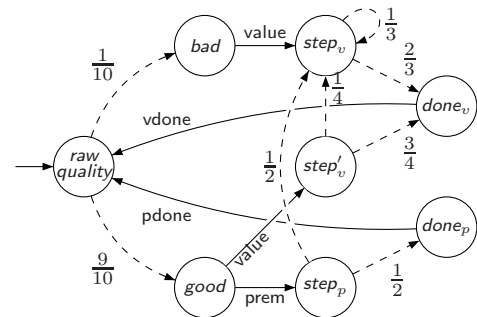 1/3
bad
value
step_v
1/10
2/3
1/4
done_v
vdone
raw
quality
1/2
step'_v
3/4
pdone
value
done_p
9/10
good
prem
step_p
1/2